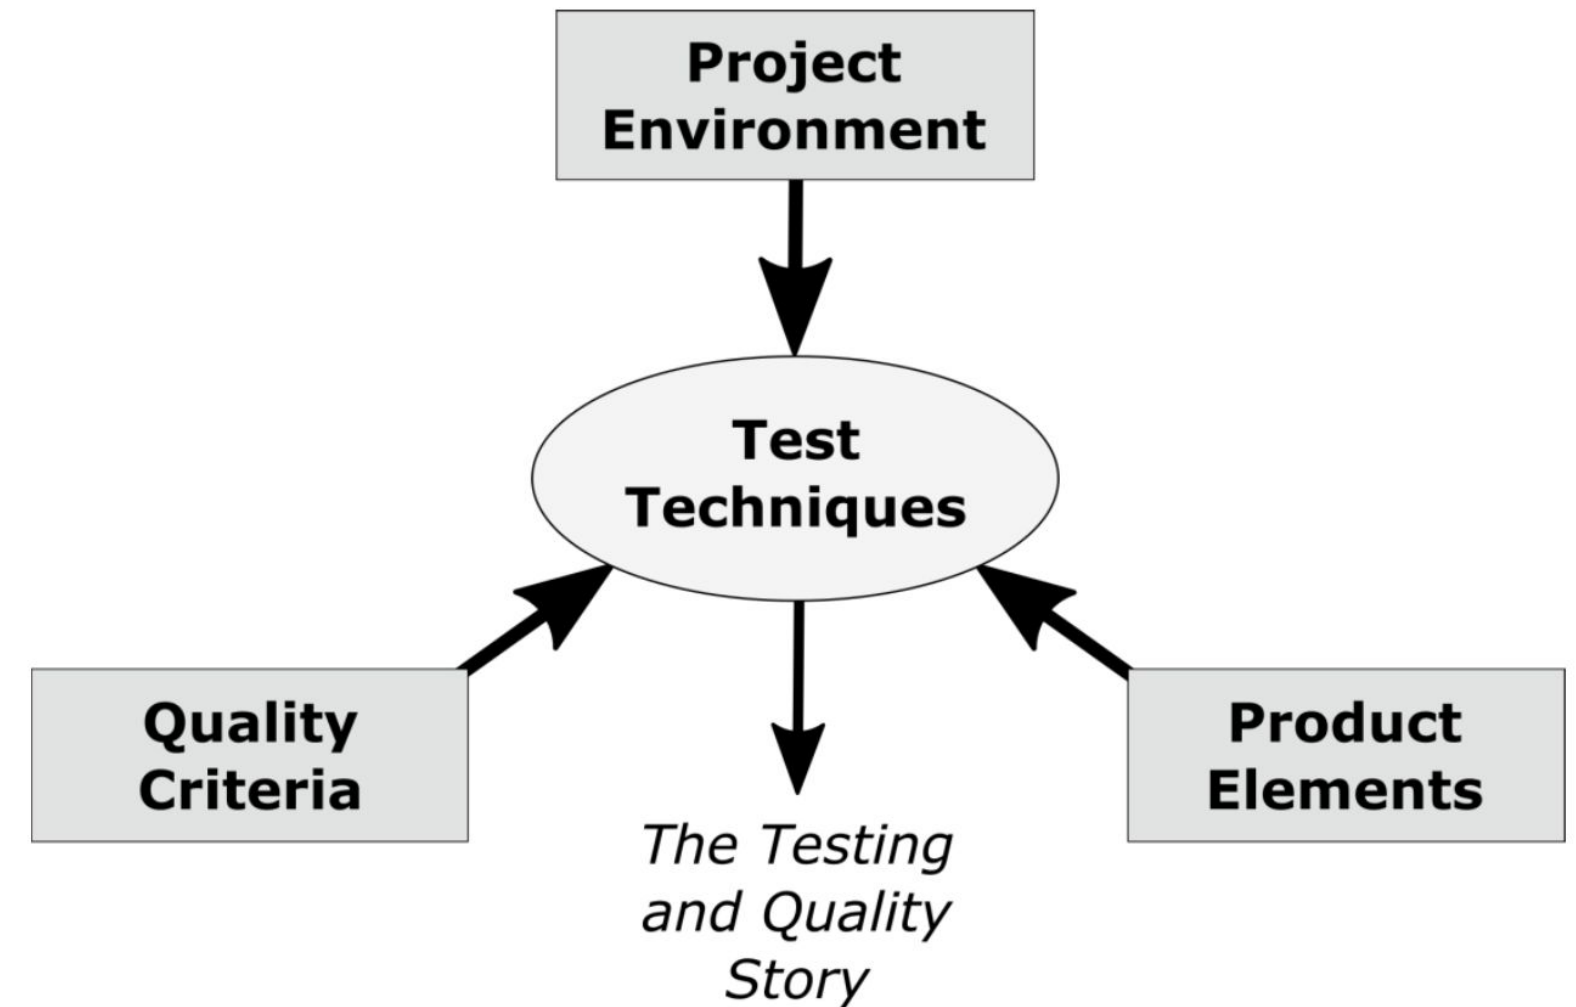 Project
Environment
Test
Techniques
Quality
Criteria
Product
Elements
The Testing
and Quality
Story